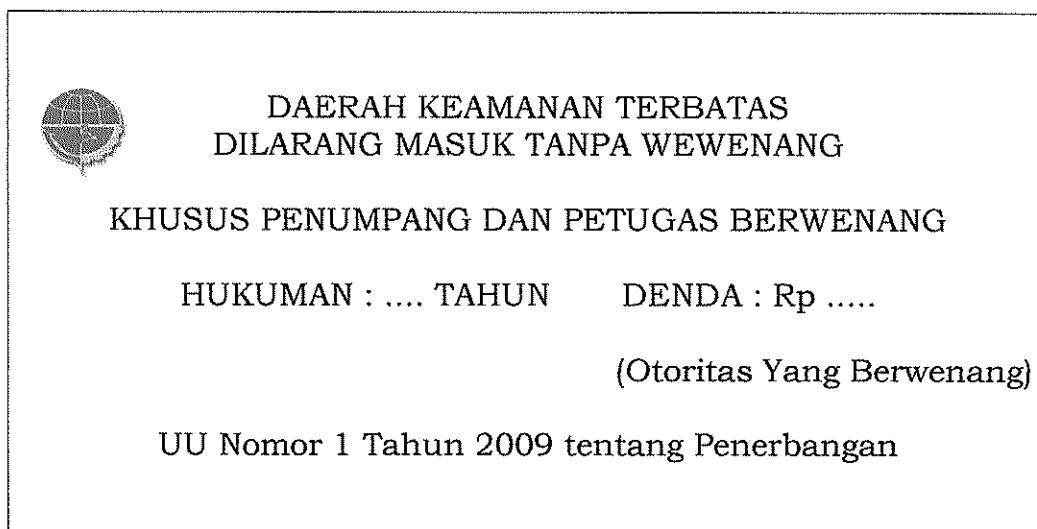 DAERAH KEAMANAN TERBATAS
DILARANG MASUK TANPA WEWENANG
KHUSUS PENUMPANG DAN PETUGAS BERWENANG
HUKUMAN : .... TAHUN DENDA : Rp .....
(Otoritas Yang Berwenang)
UU Nomor 1 Tahun 2009 tentang Penerbangan